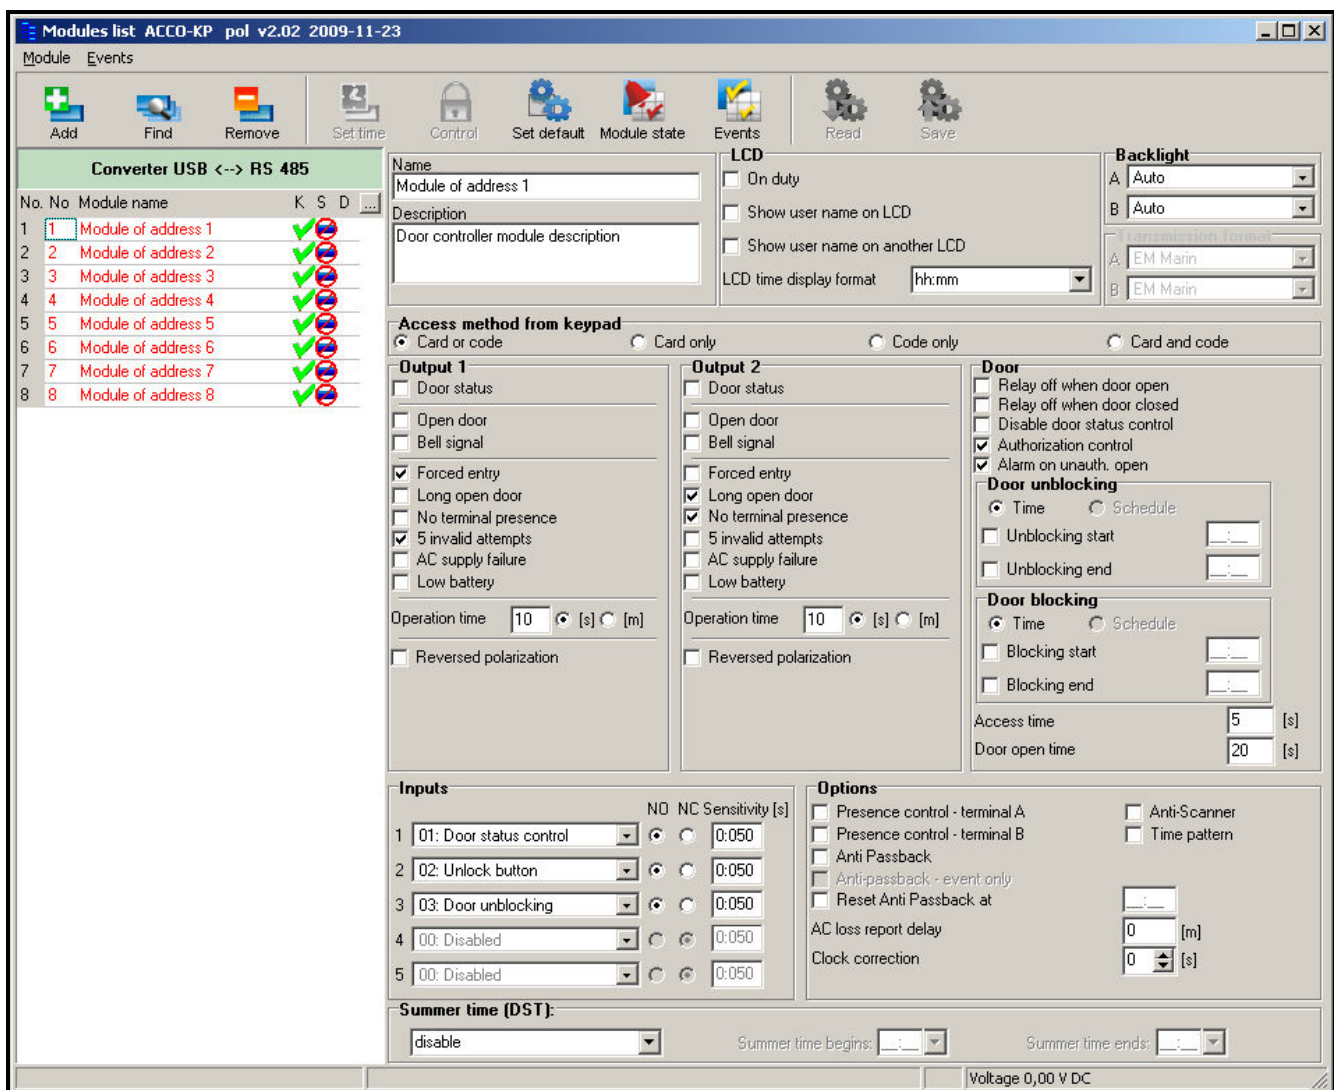 Modules list ACCO-KP pol v2.02 2009-11-23
Module Events
Add Find Remove Set time Control Set default Module state Events Read Save
Converter USB <--> RS 485
No. No Module name K S D ...
1 1 Module of address 1
2 2 Module of address 2
3 3 Module of address 3
4 4 Module of address 4
5 5 Module of address 5
6 6 Module of address 6
7 7 Module of address 7
8 8 Module of address 8
Name
Module of address 1
Description
Door controller module description
LCD
On duty
Show user name on LCD
Show user name on another LCD
LCD time display format hh:mm
Backlight
A Auto
B Auto
Transmission format
A EM Marin
B EM Marin
Access method from keypad
Card or code Card only Code only Card and code
Output 1
Door status
Open door
Bell signal
Forced entry
Long open door
No terminal presence
5 invalid attempts
AC supply failure
Low battery
Operation time 10 [s] [m]
Reversed polarization
Output 2
Door status
Open door
Bell signal
Forced entry
Long open door
No terminal presence
5 invalid attempts
AC supply failure
Low battery
Operation time 10 [s] [m]
Reversed polarization
Door
Relay off when door open
Relay off when door closed
Disable door status control
Authorization control
Alarm on unauth. open
Door unblocking
Time Schedule
Unblocking start __:__
Unblocking end __:__
Door blocking
Time Schedule
Blocking start __:__
Blocking end __:__
Access time 5 [s]
Door open time 20 [s]
Inputs
NO NC Sensitivity [s]
1 01: Door status control 0:050
2 02: Unlock button 0:050
3 03: Door unblocking 0:050
4 00: Disabled 0:050
5 00: Disabled 0:050
Options
Presence control - terminal A Anti-Scanner
Presence control - terminal B Time pattern
Anti Passback
Anti-passback - event only
Reset Anti Passback at __:__
AC loss report delay 0 [m]
Clock correction 0 [s]
Summer time (DST):
disable Summer time begins: __:__ Summer time ends: __:__
Voltage 0,00 V DC